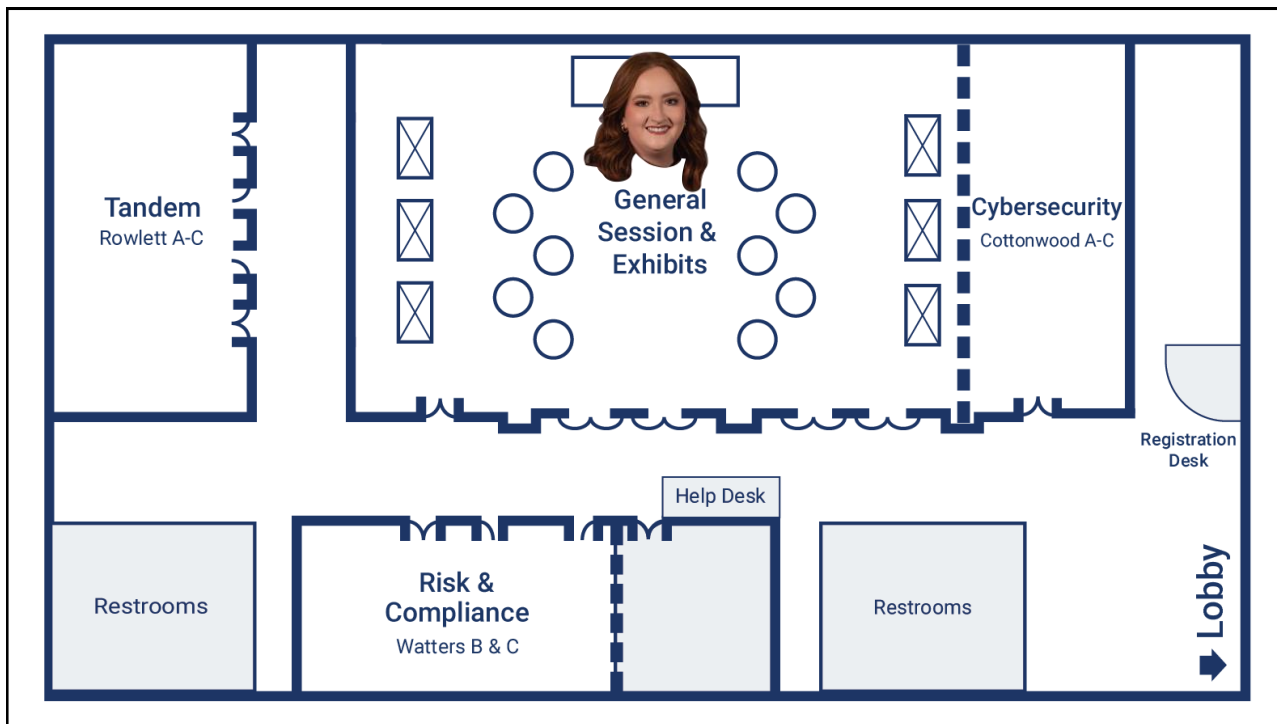 Tandem
Rowlett A-C
General
Session &
Exhibits
Cybersecurity
Cottonwood A-C
Registration
Desk
Help Desk
Restrooms
Risk &
Compliance
Watters B & C
Restrooms
Lobby